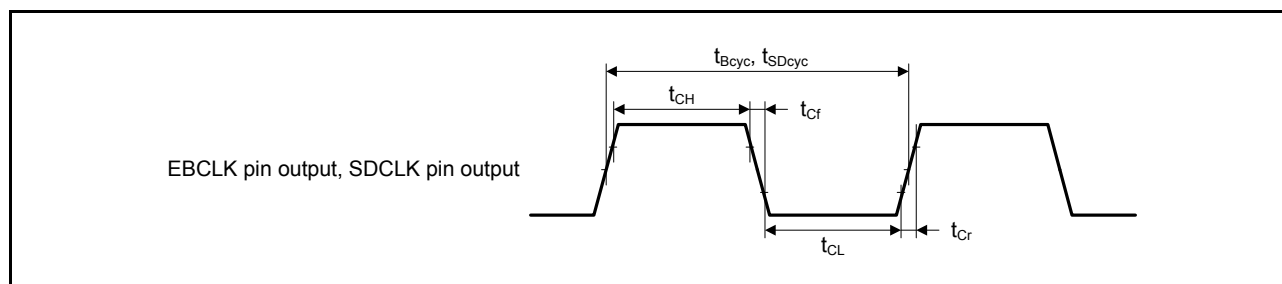 tBcyc, tSDcyc
tCH
tCf
EBCLK pin output, SDCLK pin output
tCL
tCr